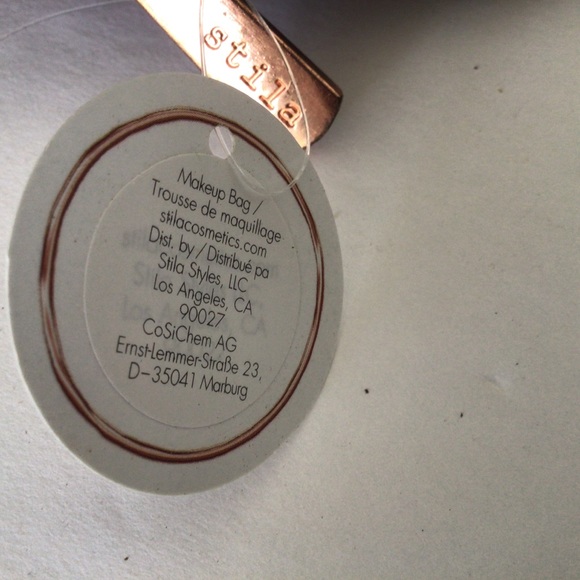 stila
Makeup Bag /
Trousse de maquillage
stilacosmetics.com
Dist. by / Distribué pa
Stila Styles, LLC
Los Angeles, CA
90027
CoSiChem AG
Ernst-Lemmer-Straße 23,
D-35041 Marburg